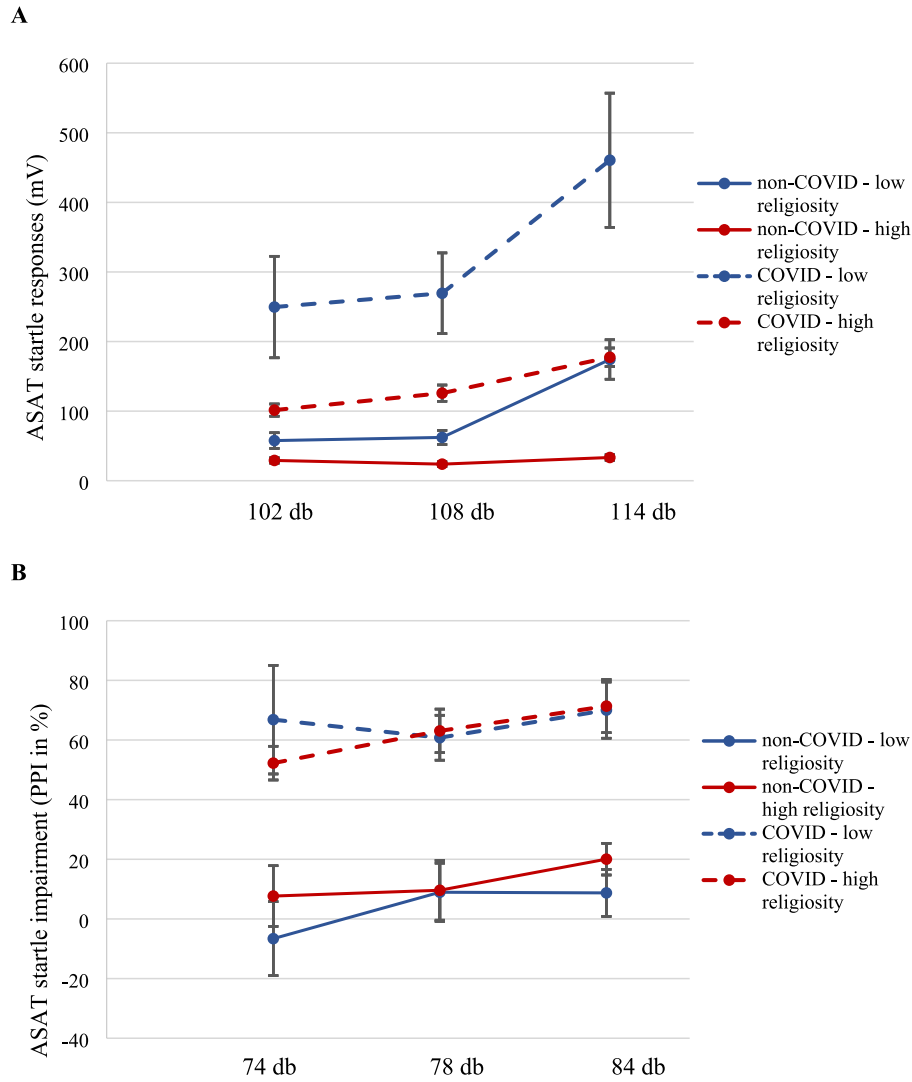 A
600
500
400
300
200
100
0
ASAT startle responses (mV)
102 db
108 db
114 db
non-COVID - low
religiosity
non-COVID - high
religiosity
COVID - low
religiosity
COVID - high
religiosity
B
100
80
60
40
20
0
-20
-40
ASAT startle impairment (PPI in %)
74 db
78 db
84 db
non-COVID - low
religiosity
non-COVID -
high religiosity
COVID - low
religiosity
COVID - high
religiosity